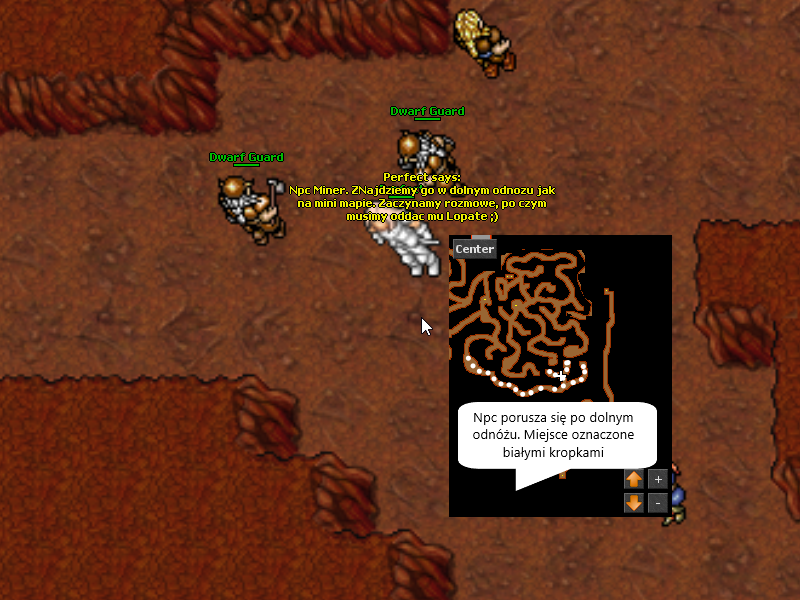 Dwarf Guard
Dwarf Guard
Perfect says:
Npc Miner. ZNajdziemy go w dolnym odnozu jak
na mini mapie. Zaczynamy rozmowe, po czym
musimy oddac mu Lopate ;)
Center
Npc porusza się po dolnym
odnóżu. Miejsce oznaczone
białymi kropkami
+
-